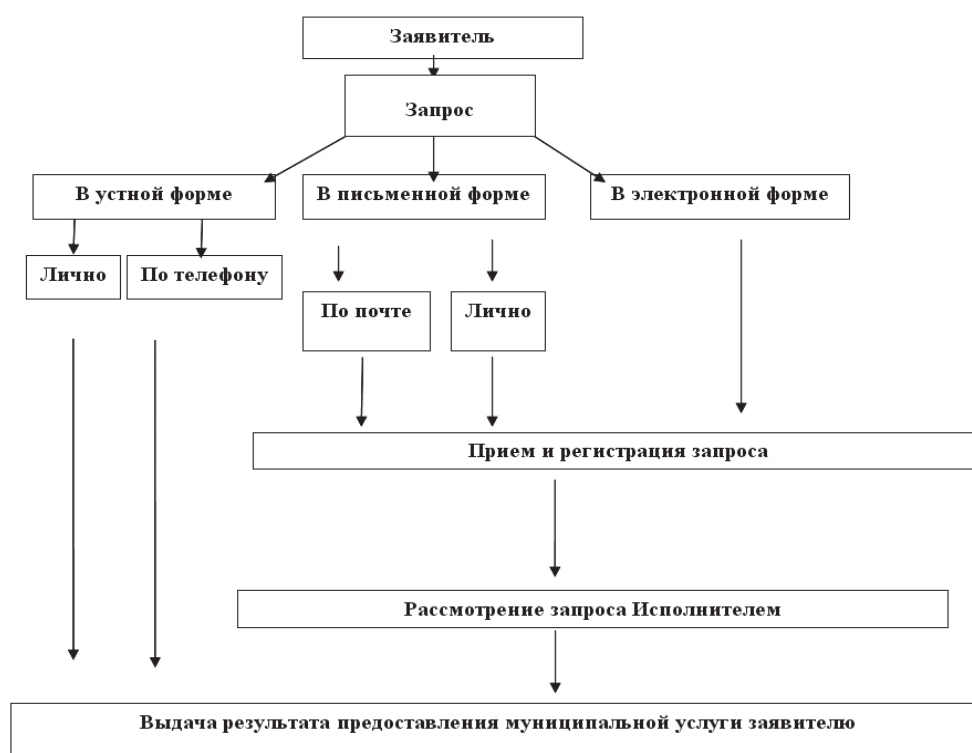 Заявитель
Запрос
В устной форме
В письменной форме
В электронной форме
Лично
По телефону
По почте
Лично
Прием и регистрация запроса
Рассмотрение запроса Исполнителем
Выдача результата предоставления муниципальной услуги заявителю